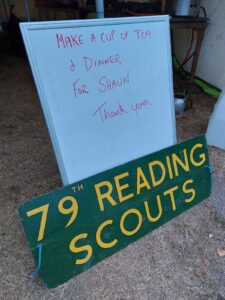 MAKE A CUP OF TEA
& DINNER
FOR SHAUN
Thank you
79TH READING
SCOUTS